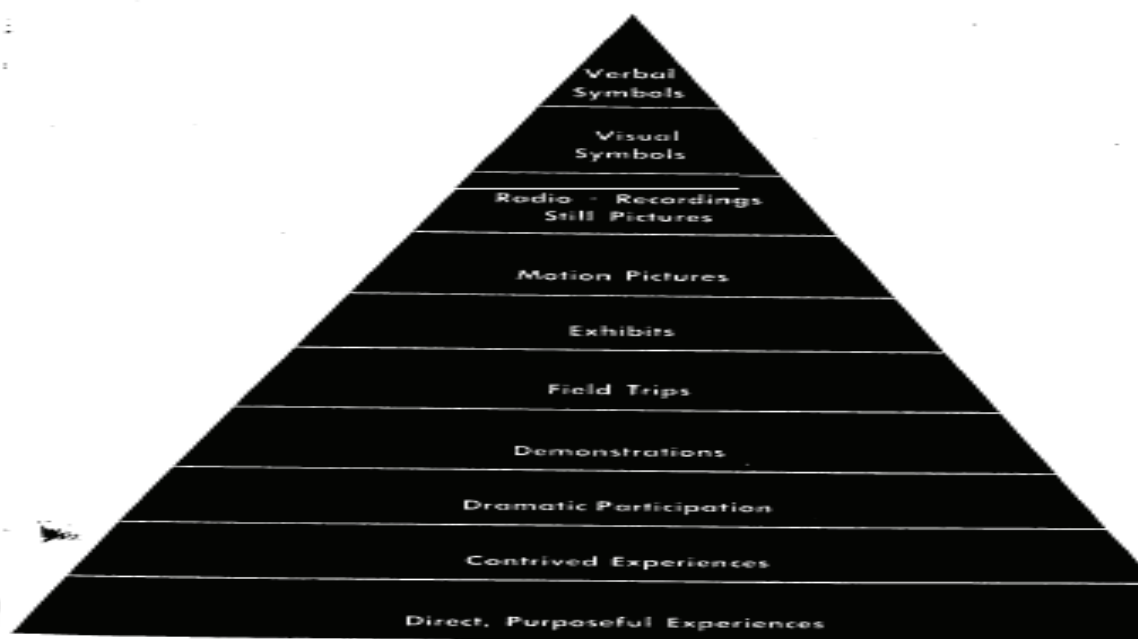 Verbal
Symbols
Visual
Symbols
Radio - Recordings
Still Pictures
Motion Pictures
Exhibits
Field Trips
Demonstrations
Dramatic Participation
Contrived Experiences
Direct, Purposeful Experiences